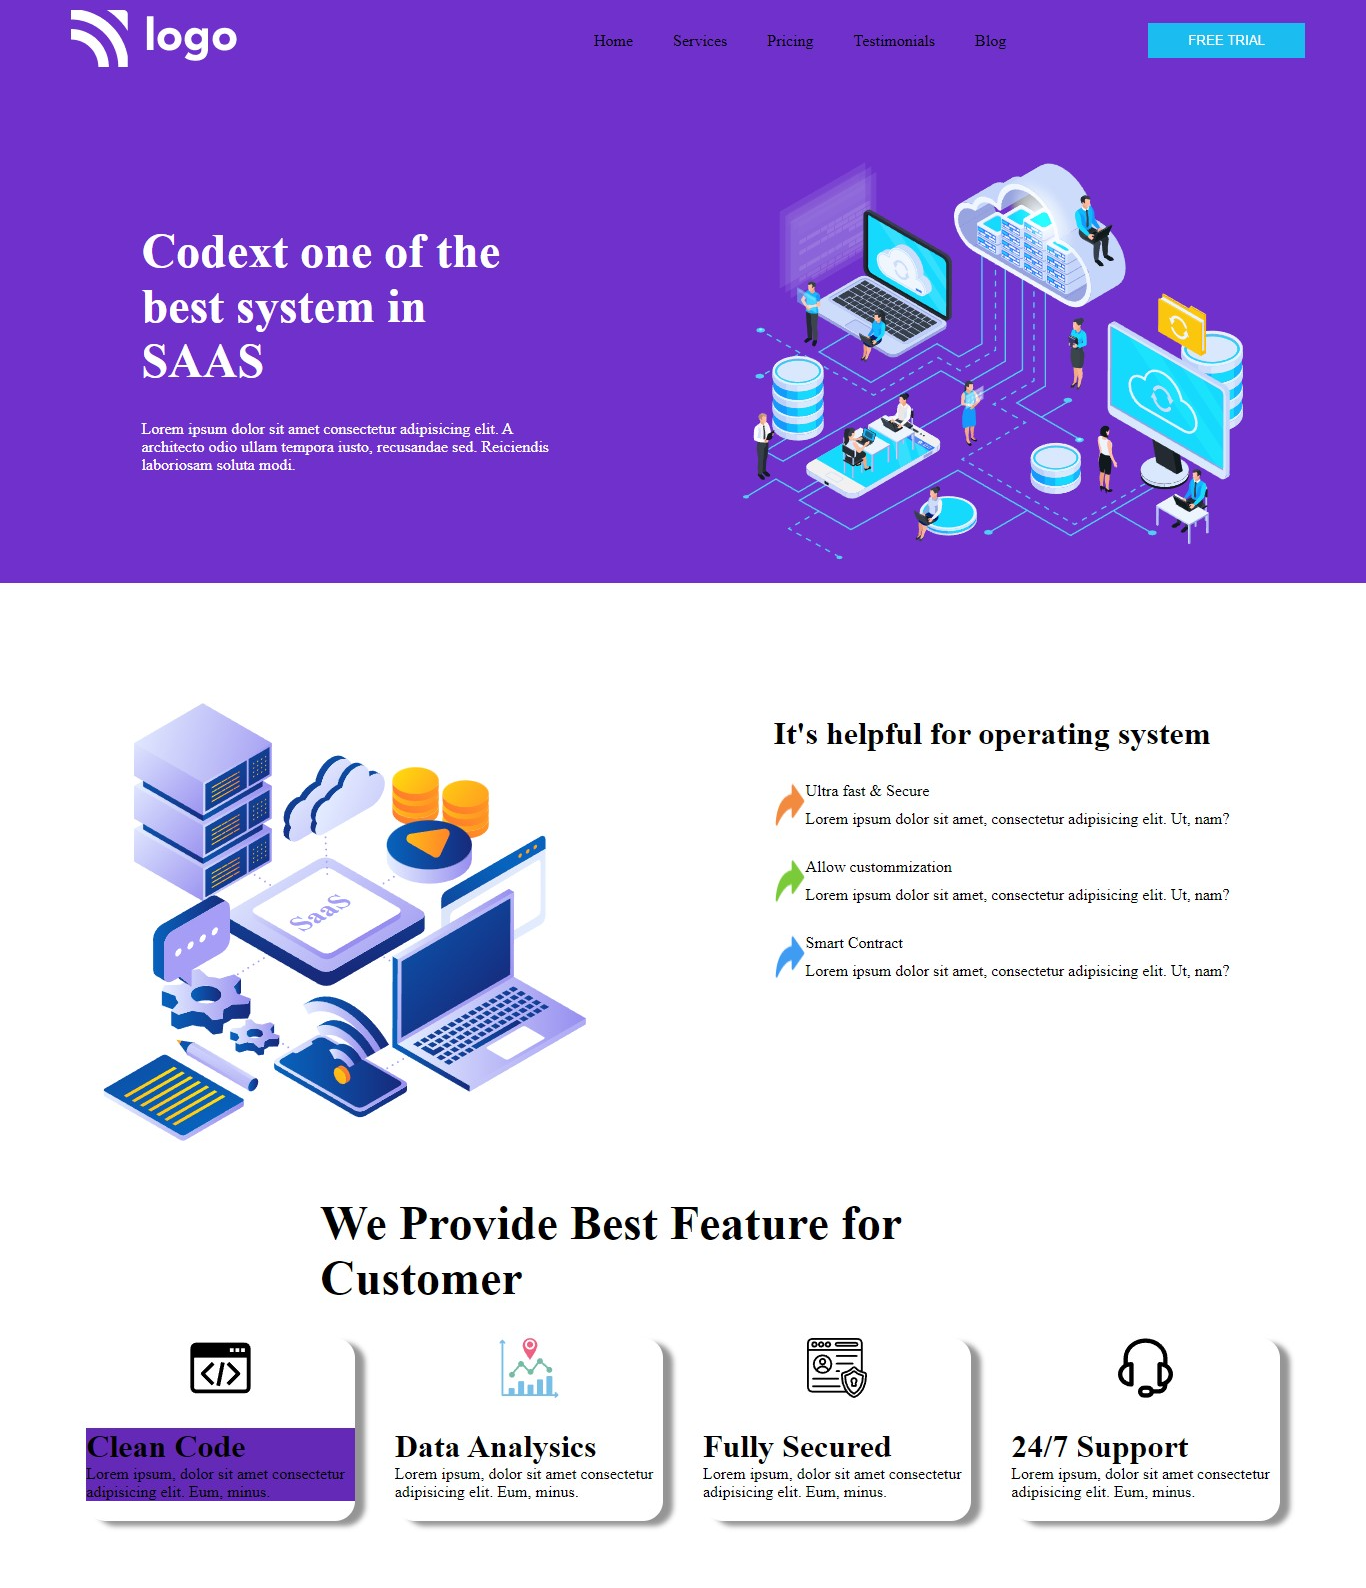 logo
Home Services Pricing Testimonials Blog FREE TRIAL
Codext one of the
best system in
SAAS
Lorem ipsum dolor sit amet consectetur adipisicing elit. A
architecto odio ullam tempora iusto, recusandae sed. Reiciendis
laboriosam soluta modi.
SaaS
It's helpful for operating system
Ultra fast & Secure
Lorem ipsum dolor sit amet, consectetur adipisicing elit. Ut, nam?
Allow custommization
Lorem ipsum dolor sit amet, consectetur adipisicing elit. Ut, nam?
Smart Contract
Lorem ipsum dolor sit amet, consectetur adipisicing elit. Ut, nam?
We Provide Best Feature for
Customer
Clean Code
Lorem ipsum, dolor sit amet consectetur
adipisicing elit. Eum, minus.
Data Analysics
Lorem ipsum, dolor sit amet consectetur
adipisicing elit. Eum, minus.
Fully Secured
Lorem ipsum, dolor sit amet consectetur
adipisicing elit. Eum, minus.
24/7 Support
Lorem ipsum, dolor sit amet consectetur
adipisicing elit. Eum, minus.